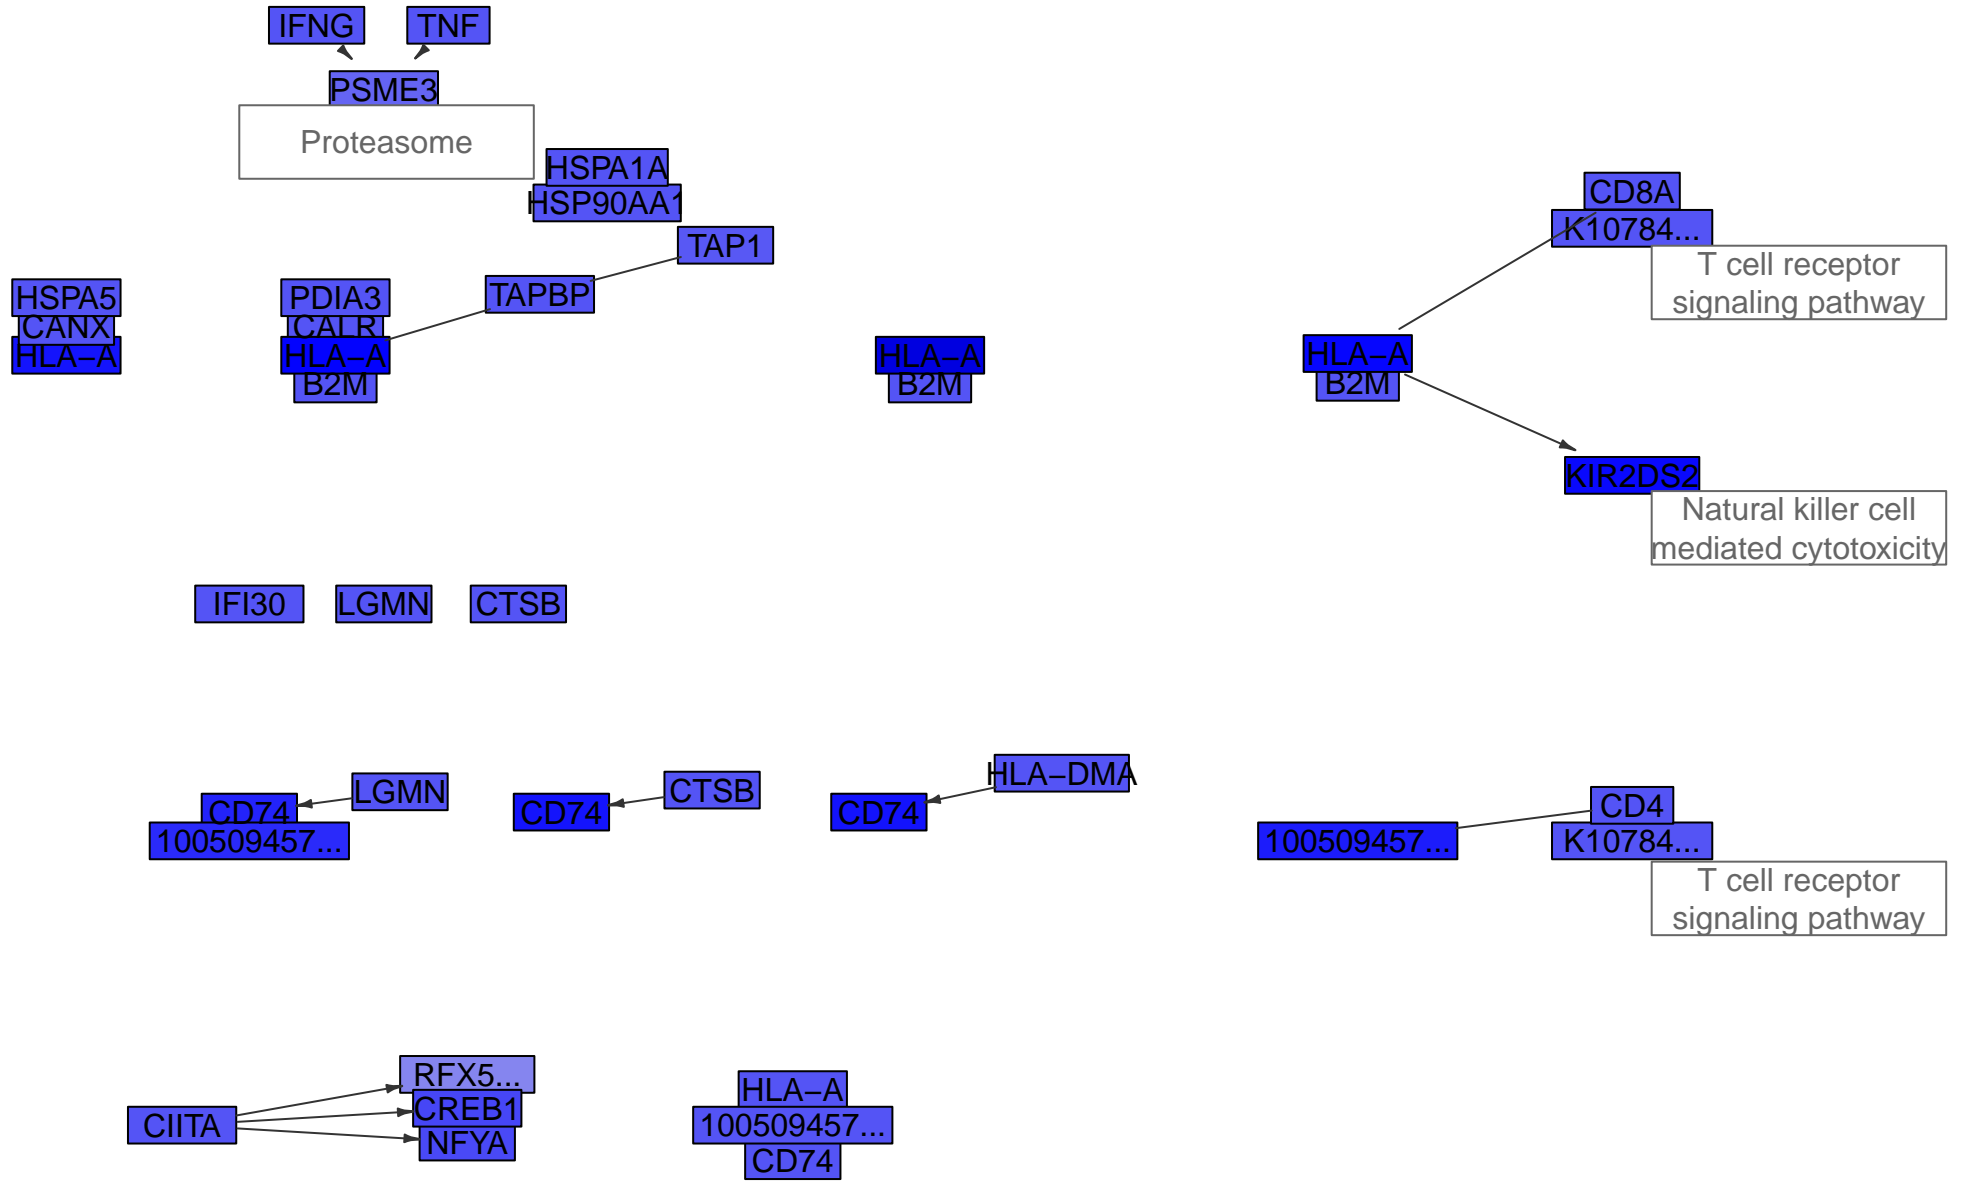 IFNG
TNF
PSME3
Proteasome
HSPA1A
HSP90AA1
TAP1
CD8A
K10784...
T cell receptor
signaling pathway
HSPA5
CANX
HLA−A
PDIA3
CALR
HLA−A
B2M
TAPBP
HLA−A
B2M
HLA−A
B2M
KIR2DS2
Natural killer cell
mediated cytotoxicity
IFI30
LGMN
CTSB
CD74
100509457...
LGMN
CD74
CTSB
CD74
HLA−DMA
100509457...
CD4
K10784...
T cell receptor
signaling pathway
CIITA
RFX5...
CREB1
NFYA
HLA−A
100509457...
CD74